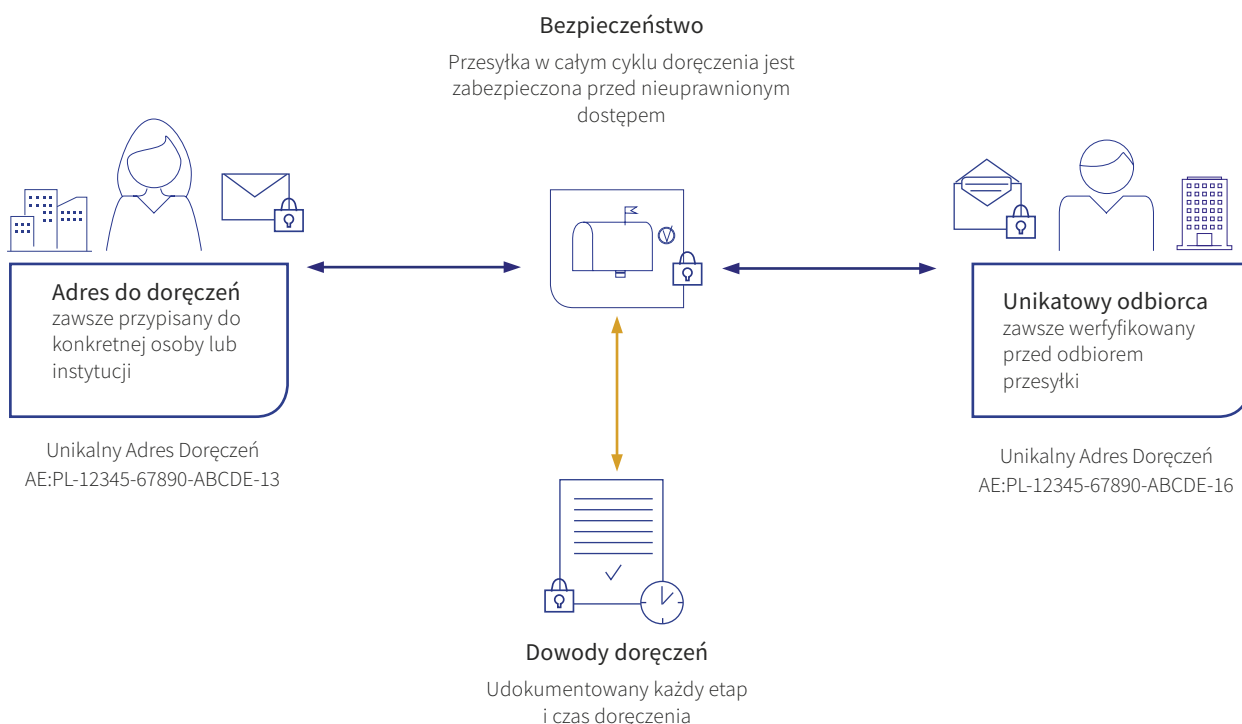 Bezpieczeństwo
Przesyłka w całym cyklu doręczenia jest
zabezpieczona przed nieuprawnionym
dostępem
Adres do doręczeń
zawsze przypisany do
konkretnej osoby lub
instytucji
Unikalny Adres Doręczeń
AE:PL-12345-67890-ABCDE-13
Unikatowy odbiorca
zawsze werfyfikowany
przed odbiorem
przesyłki
Unikalny Adres Doręczeń
AE:PL-12345-67890-ABCDE-16
Dowody doręczeń
Udokumentowany każdy etap
i czas doręczenia